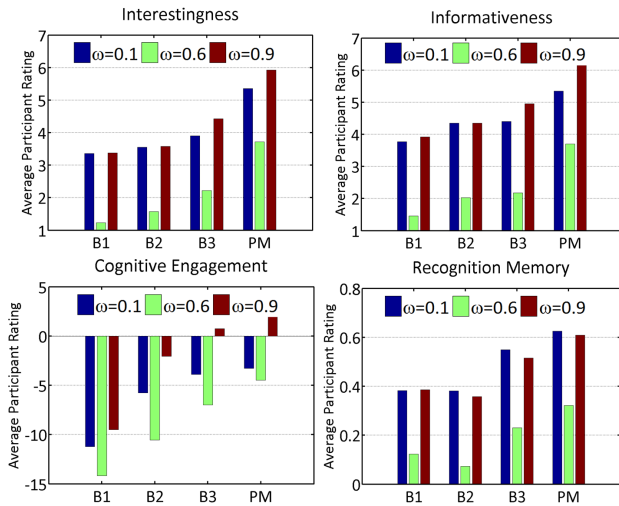 Interestingness
Average Participant Rating
7
6
5
4
3
2
1
ω=0.1 ω=0.6 ω=0.9
B1 B2 B3 PM
Informativeness
Average Participant Rating
7
6
5
4
3
2
1
ω=0.1 ω=0.6 ω=0.9
B1 B2 B3 PM
Cognitive Engagement
Average Participant Rating
5
0
-5
-10
-15
ω=0.1 ω=0.6 ω=0.9
B1 B2 B3 PM
Recognition Memory
Average Participant Rating
0.8
0.6
0.4
0.2
0
ω=0.1 ω=0.6 ω=0.9
B1 B2 B3 PM